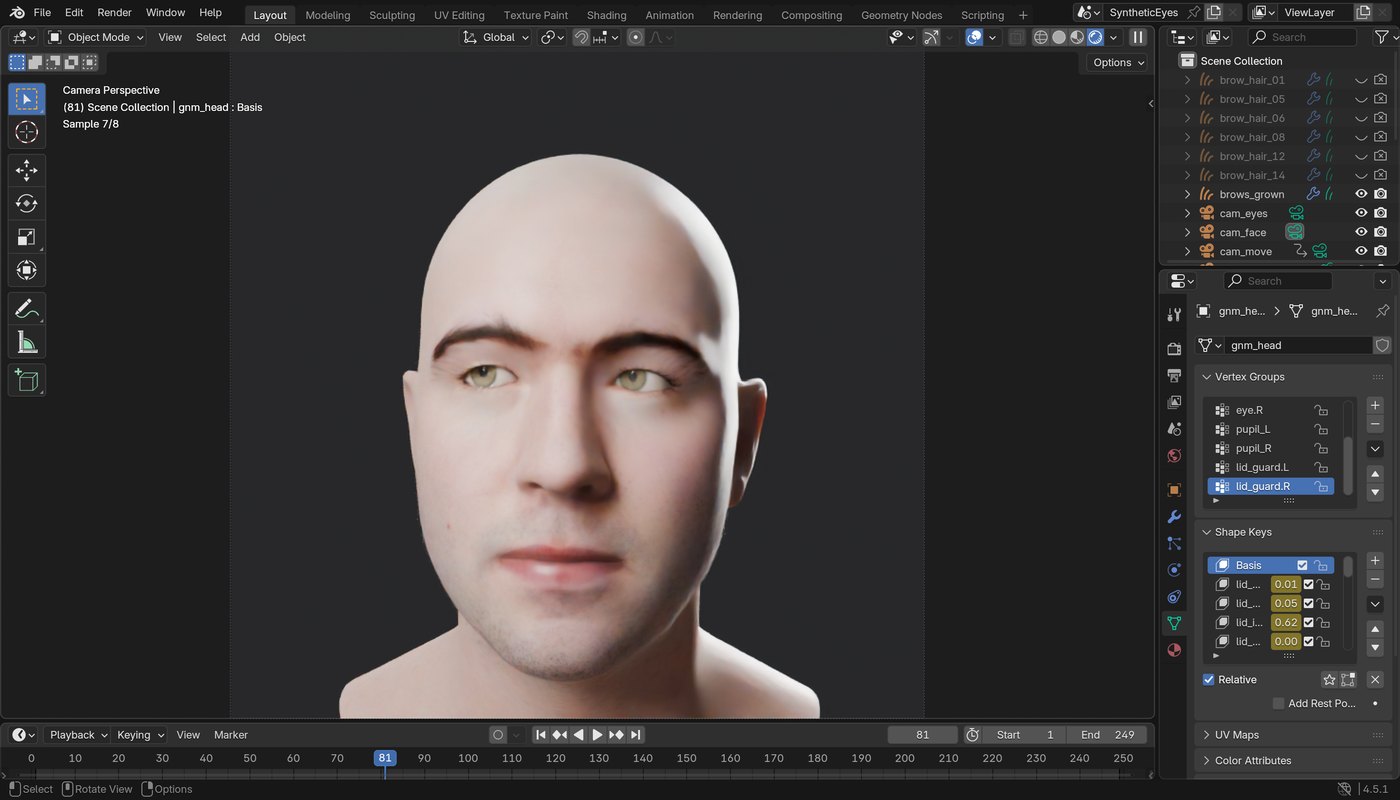 File Edit Render Window Help Layout Modeling Sculpting UV Editing Texture Paint Shading Animation Rendering Compositing Geometry Nodes Scripting + SyntheticEyes ViewLayer
Object Mode View Select Add Object Global Search
Options
Camera Perspective
(81) Scene Collection | gnm_head : Basis
Sample 7/8
Scene Collection
brow_hair_01
brow_hair_05
brow_hair_06
brow_hair_08
brow_hair_12
brow_hair_14
brows_grown
cam_eyes
cam_face
cam_move
Search
gnm_he... > gnm_he...
gnm_head
Vertex Groups
eye.R
pupil_L
pupil_R
lid_guard.L
lid_guard.R
Shape Keys
Basis
lid_... 0.01
lid_... 0.05
lid_i... 0.62
lid_... 0.00
Relative
Add Rest Po...
UV Maps
Color Attributes
Playback Keying View Marker 81 Start 1 End 249
0 10 20 30 40 50 60 70 81 90 100 110 120 130 140 150 160 170 180 190 200 210 220 230 240 250
Select Rotate View Options 4.5.1